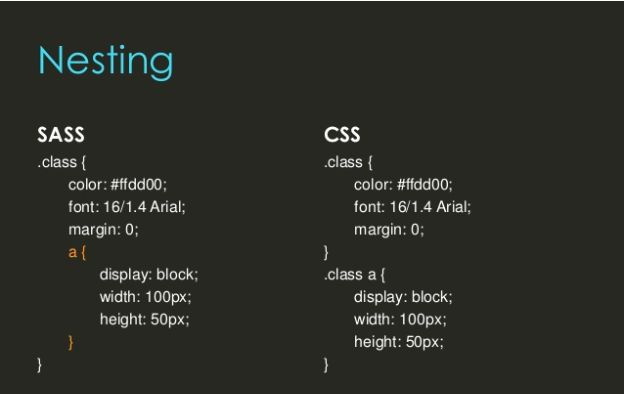 Nesting
SASS
.class {
color: #ffdd00;
font: 16/1.4 Arial;
margin: 0;
a {
display: block;
width: 100px;
height: 50px;
}
}
CSS
.class {
color: #ffdd00;
font: 16/1.4 Arial;
margin: 0;
}
.class a {
display: block;
width: 100px;
height: 50px;
}